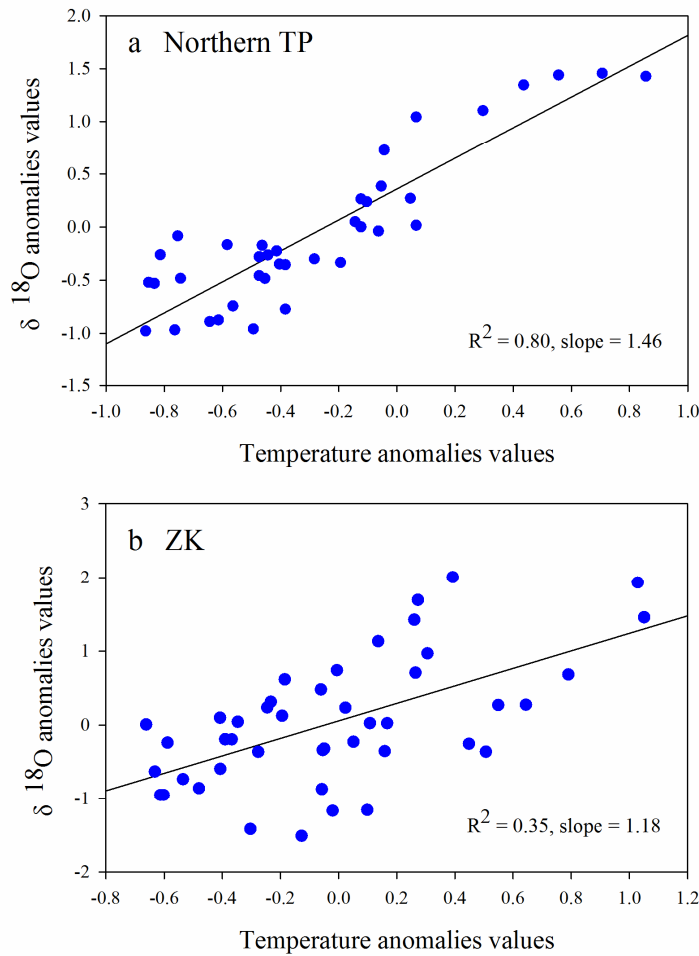 a Northern TP
2.0
1.5
1.0
0.5
0.0
-0.5
-1.0
-1.5
δ 18O anomalies values
R2 = 0.80, slope = 1.46
-1.0 -0.8 -0.6 -0.4 -0.2 0.0 0.2 0.4 0.6 0.8 1.0
Temperature anomalies values
b ZK
3
2
1
0
-1
-2
δ 18O anomalies values
R2 = 0.35, slope = 1.18
-0.8 -0.6 -0.4 -0.2 0.0 0.2 0.4 0.6 0.8 1.0 1.2
Temperature anomalies values